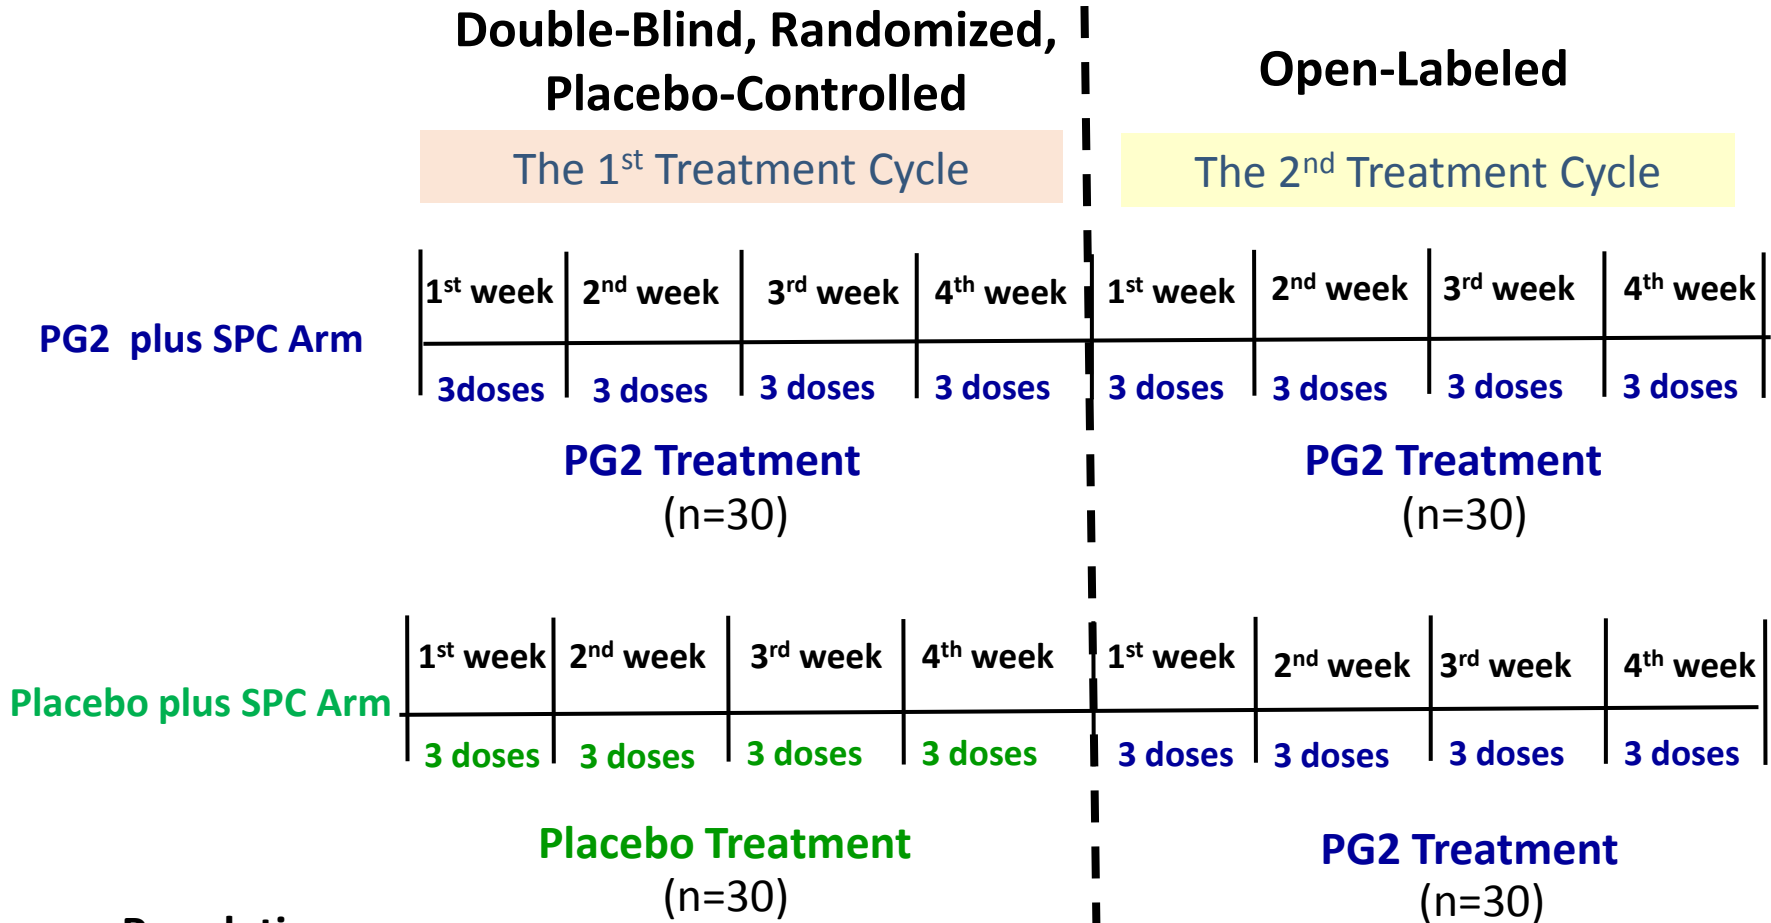 Double-Blind, Randomized,
Placebo-Controlled
Open-Labeled
The 1st Treatment Cycle
The 2nd Treatment Cycle
1st week 2nd week 3rd week 4th week 1st week 2nd week 3rd week 4th week
PG2 plus SPC Arm
3doses 3 doses 3 doses 3 doses 3 doses 3 doses 3 doses 3 doses
PG2 Treatment
(n=30)
PG2 Treatment
(n=30)
1st week 2nd week 3rd week 4th week 1st week 2nd week 3rd week 4th week
Placebo plus SPC Arm
3 doses 3 doses 3 doses 3 doses 3 doses 3 doses 3 doses 3 doses
Placebo Treatment
(n=30)
PG2 Treatment
(n=30)